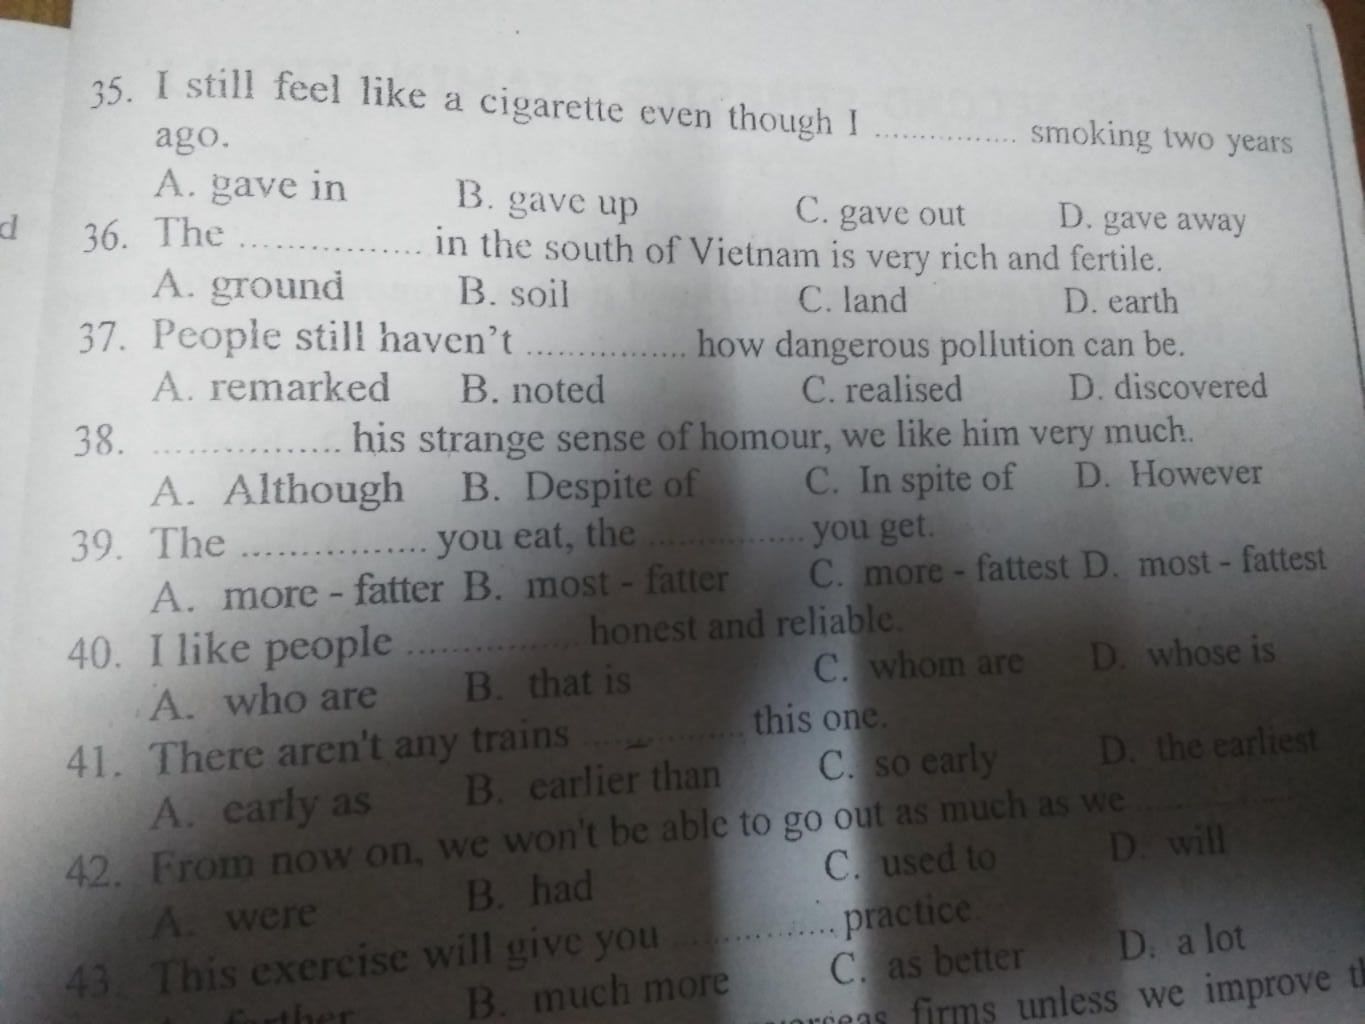 35. I still feel like a cigarette even though I ............... smoking two years
ago.
A. gave in B. gave up C. gave out D. gave away
d
36. The .................. in the south of Vietnam is very rich and fertile.
A. ground B. soil C. land D. earth
37. People still haven't ................ how dangerous pollution can be.
A. remarked B. noted C. realised D. discovered
38. .................. his strange sense of homour, we like him very much.
A. Although B. Despite of C. In spite of D. However
39. The .................. you eat, the ............... you get.
A. more - fatter B. most - fatter C. more - fattest D. most - fattest
40. I like people ................. honest and reliable.
A. who are B. that is C. whom are D. whose is
41. There aren't any trains ................ this one.
A. early as B. earlier than C. so early D. the earliest
42. From now on, we won't be able to go out as much as we ...............
A. were B. had C. used to D. will
43. This exercise will give you ................ practice
further B. much more C. as better D. a lot
overseas firms unless we improve